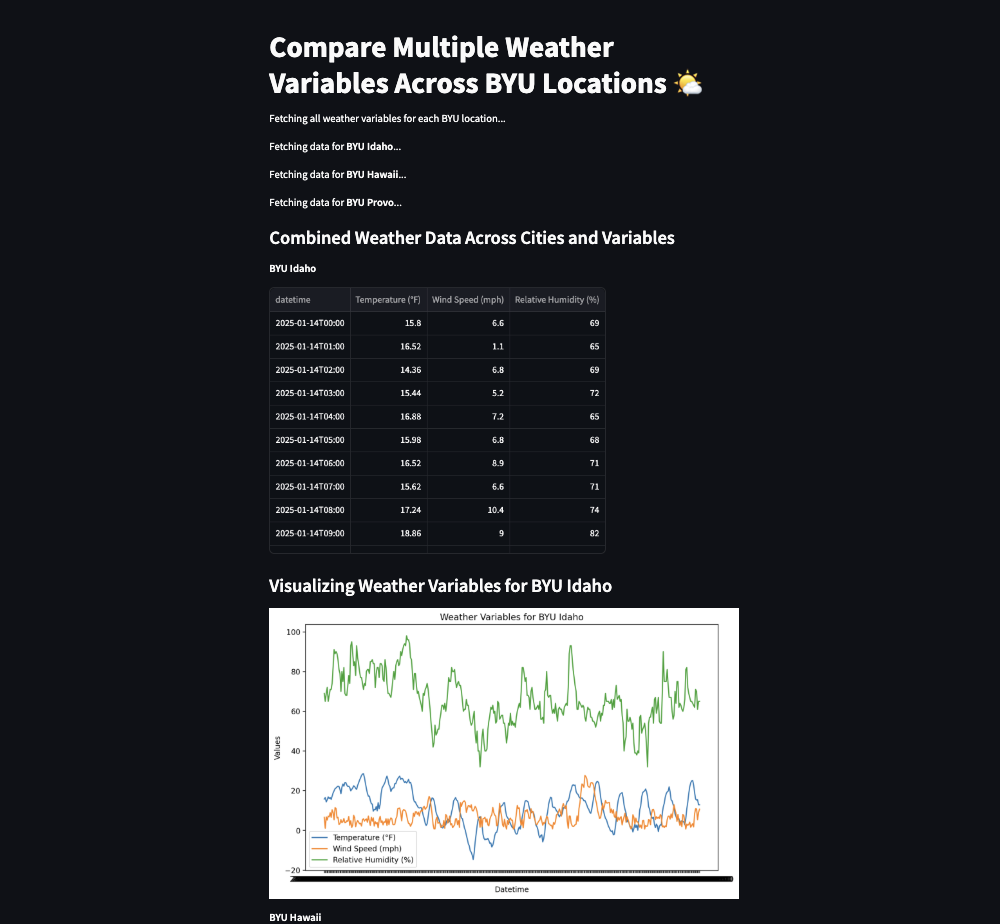 Compare Multiple Weather
Variables Across BYU Locations 🌤️
Fetching all weather variables for each BYU location...
Fetching data for BYU Idaho...
Fetching data for BYU Hawaii...
Fetching data for BYU Provo...
Combined Weather Data Across Cities and Variables
BYU Idaho
datetime Temperature (°F) Wind Speed (mph) Relative Humidity (%)
2025-01-14T00:00 15.8 6.6 69
2025-01-14T01:00 16.52 1.1 65
2025-01-14T02:00 14.36 6.8 69
2025-01-14T03:00 15.44 5.2 72
2025-01-14T04:00 16.88 7.2 65
2025-01-14T05:00 15.98 6.8 68
2025-01-14T06:00 16.52 8.9 71
2025-01-14T07:00 15.62 6.6 71
2025-01-14T08:00 17.24 10.4 74
2025-01-14T09:00 18.86 9 82
Visualizing Weather Variables for BYU Idaho
Weather Variables for BYU Idaho
100
80
60
40
20
0
−20
Values
Temperature (°F)
Wind Speed (mph)
Relative Humidity (%)
Datetime
BYU Hawaii